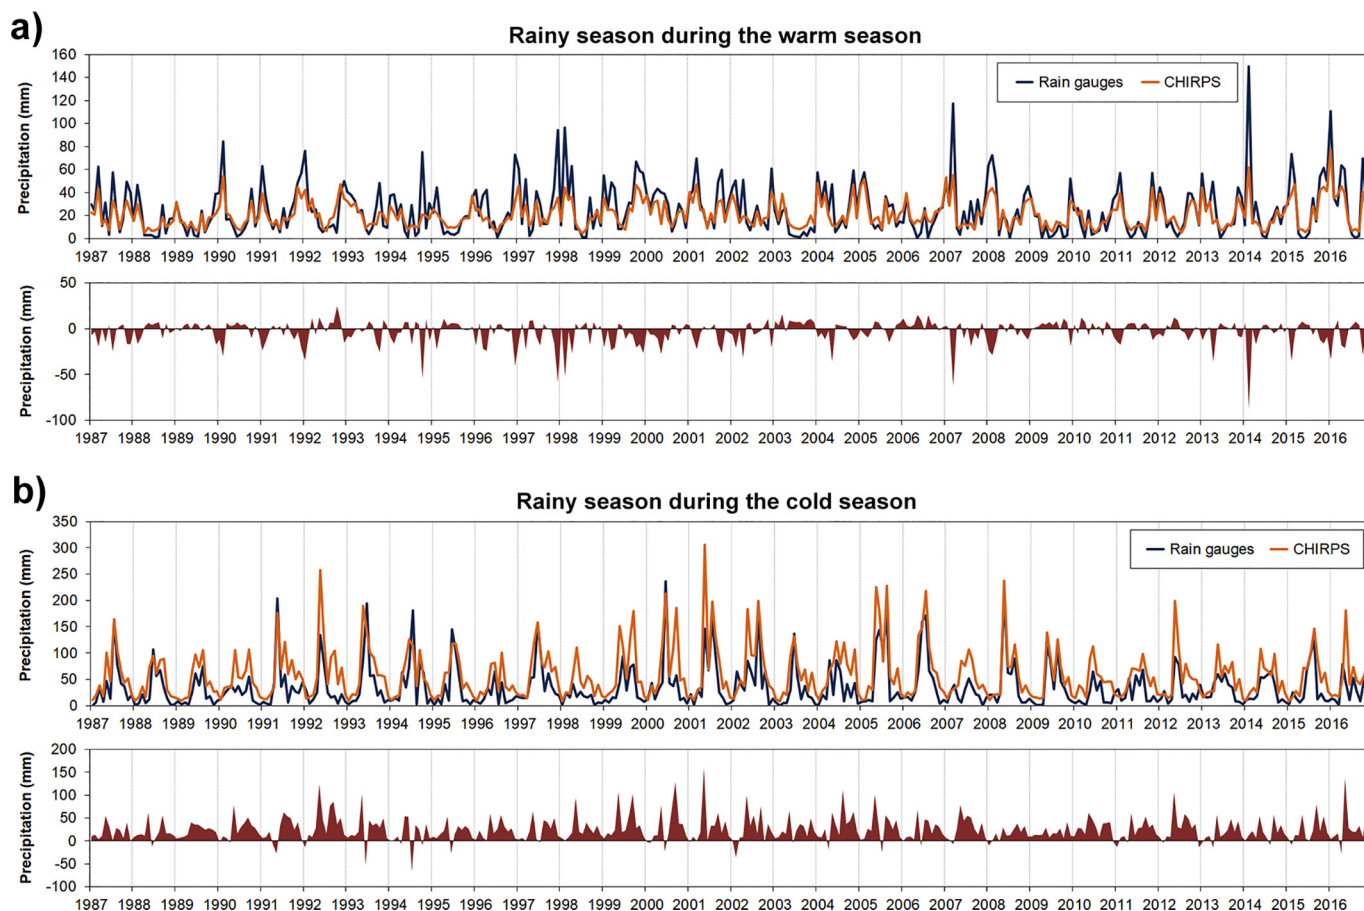 a)
Rainy season during the warm season
Precipitation (mm)
160
140
120
100
80
60
40
20
0
Rain gauges
CHIRPS
1987 1988 1989 1990 1991 1992 1993 1994 1995 1996 1997 1998 1999 2000 2001 2002 2003 2004 2005 2006 2007 2008 2009 2010 2011 2012 2013 2014 2015 2016
Precipitation (mm)
50
0
-50
-100
1987 1988 1989 1990 1991 1992 1993 1994 1995 1996 1997 1998 1999 2000 2001 2002 2003 2004 2005 2006 2007 2008 2009 2010 2011 2012 2013 2014 2015 2016
b)
Rainy season during the cold season
Precipitation (mm)
350
300
250
200
150
100
50
0
Rain gauges
CHIRPS
1987 1988 1989 1990 1991 1992 1993 1994 1995 1996 1997 1998 1999 2000 2001 2002 2003 2004 2005 2006 2007 2008 2009 2010 2011 2012 2013 2014 2015 2016
Precipitation (mm)
200
150
100
50
0
-50
-100
1987 1988 1989 1990 1991 1992 1993 1994 1995 1996 1997 1998 1999 2000 2001 2002 2003 2004 2005 2006 2007 2008 2009 2010 2011 2012 2013 2014 2015 2016